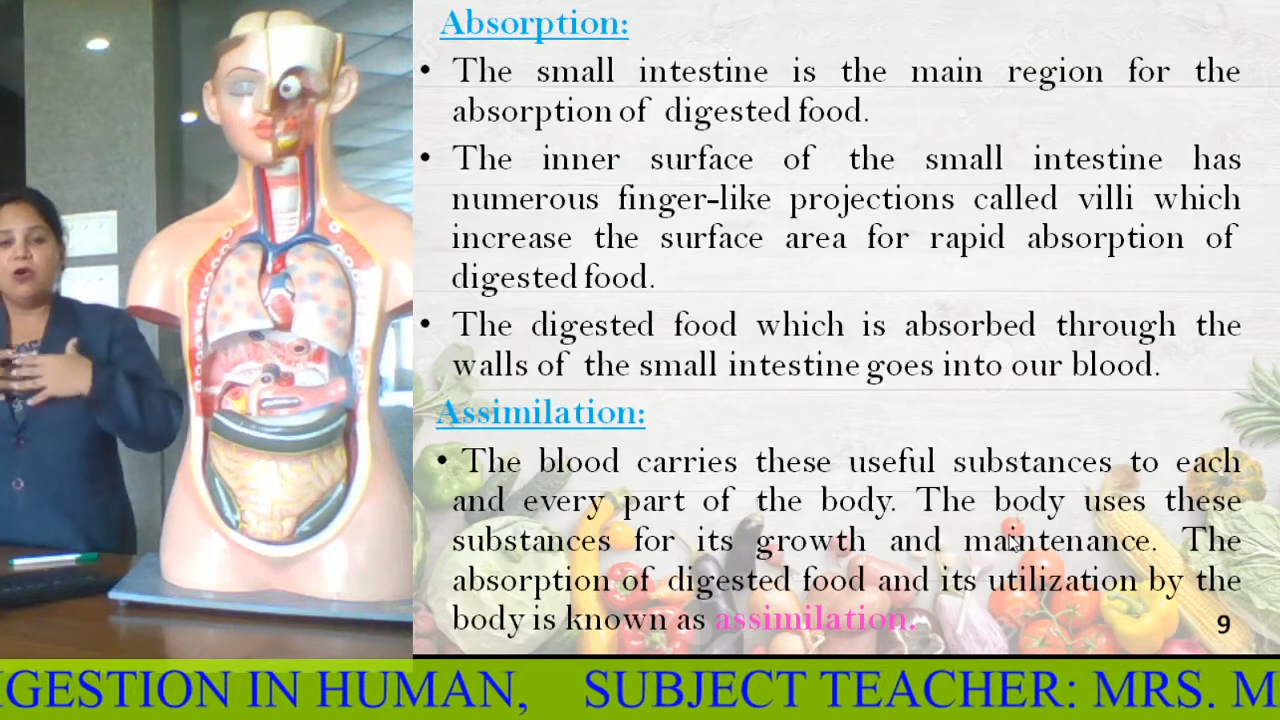 Absorption:
• The small intestine is the main region for the
absorption of digested food.
• The inner surface of the small intestine has
numerous finger-like projections called villi which
increase the surface area for rapid absorption of
digested food.
• The digested food which is absorbed through the
walls of the small intestine goes into our blood.
Assimilation:
• The blood carries these useful substances to each
and every part of the body. The body uses these
substances for its growth and maintenance. The
absorption of digested food and its utilization by the
body is known as assimilation.
9
IGESTION IN HUMAN, SUBJECT TEACHER: MRS. M